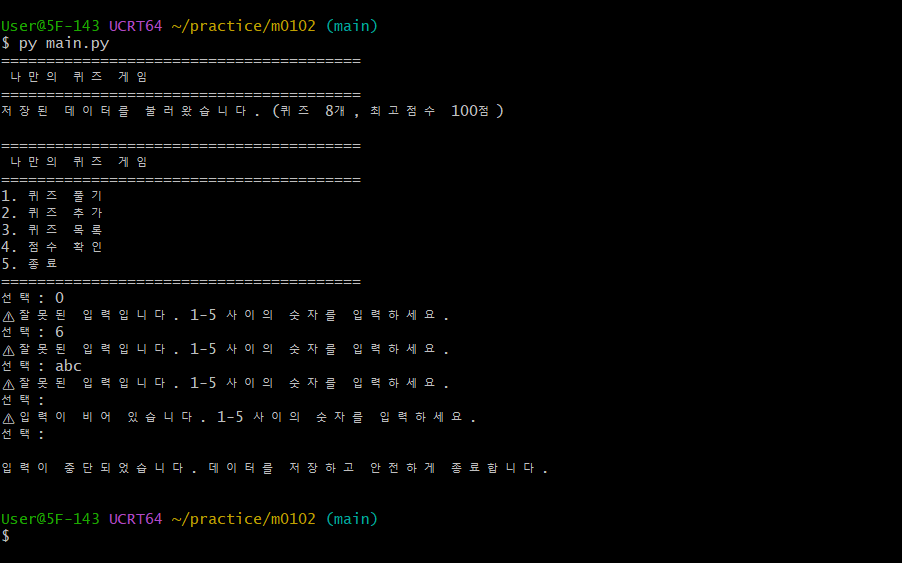 User@5F-143 UCRT64 ~/practice/m0102 (main)
$ py main.py
========================================
 나만의 퀴즈 게임
========================================
저장된 데이터를 불러왔습니다. (퀴즈 8개, 최고점수 100점)
========================================
 나만의 퀴즈 게임
========================================
1. 퀴즈 풀기
2. 퀴즈 추가
3. 퀴즈 목록
4. 점수 확인
5. 종료
========================================
선택: 0
⚠️잘못된 입력입니다. 1-5 사이의 숫자를 입력하세요.
선택: 6
⚠️잘못된 입력입니다. 1-5 사이의 숫자를 입력하세요.
선택: abc
⚠️잘못된 입력입니다. 1-5 사이의 숫자를 입력하세요.
선택:
⚠️입력이 비어 있습니다. 1-5 사이의 숫자를 입력하세요.
선택:
입력이 중단되었습니다. 데이터를 저장하고 안전하게 종료합니다.
User@5F-143 UCRT64 ~/practice/m0102 (main)
$